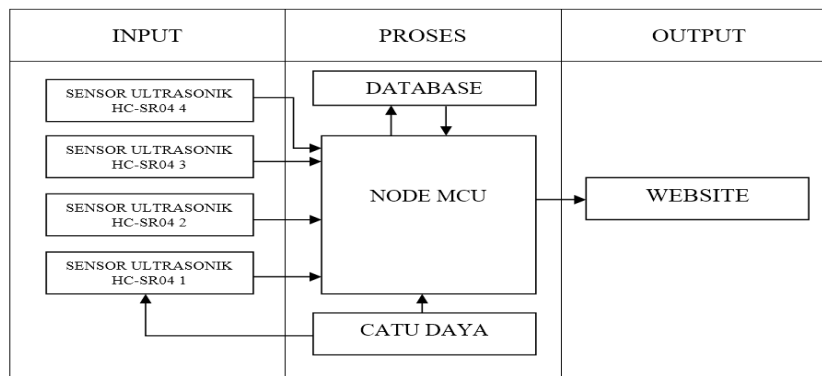 INPUT
PROSES
OUTPUT
SENSOR ULTRASONIK
HC-SR04 4
SENSOR ULTRASONIK
HC-SR04 3
SENSOR ULTRASONIK
HC-SR04 2
SENSOR ULTRASONIK
HC-SR04 1
DATABASE
NODE MCU
CATU DAYA
WEBSITE